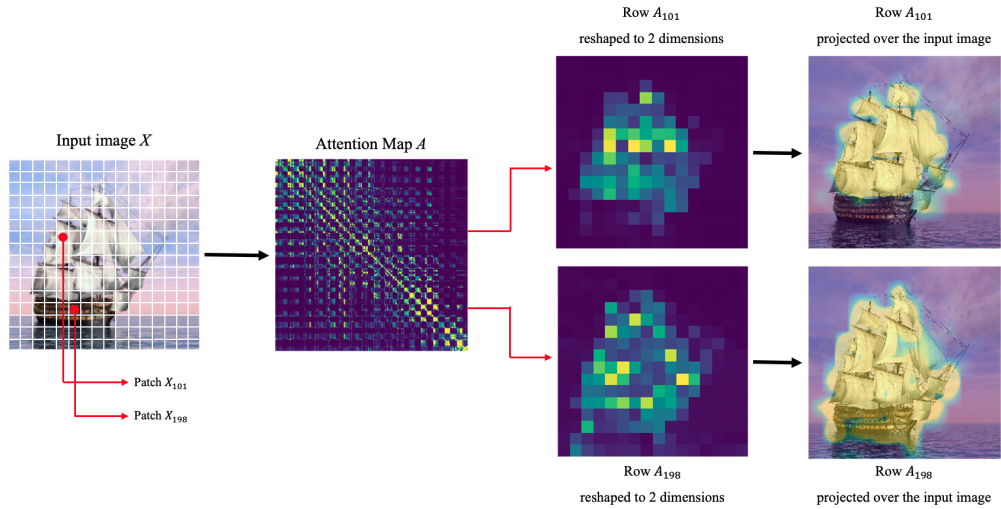 Row A₁₀₁
reshaped to 2 dimensions
Row A₁₀₁
projected over the input image
Input image X
Attention Map A
Patch X₁₀₁
Patch X₁₉₈
Row A₁₉₈
reshaped to 2 dimensions
Row A₁₉₈
projected over the input image